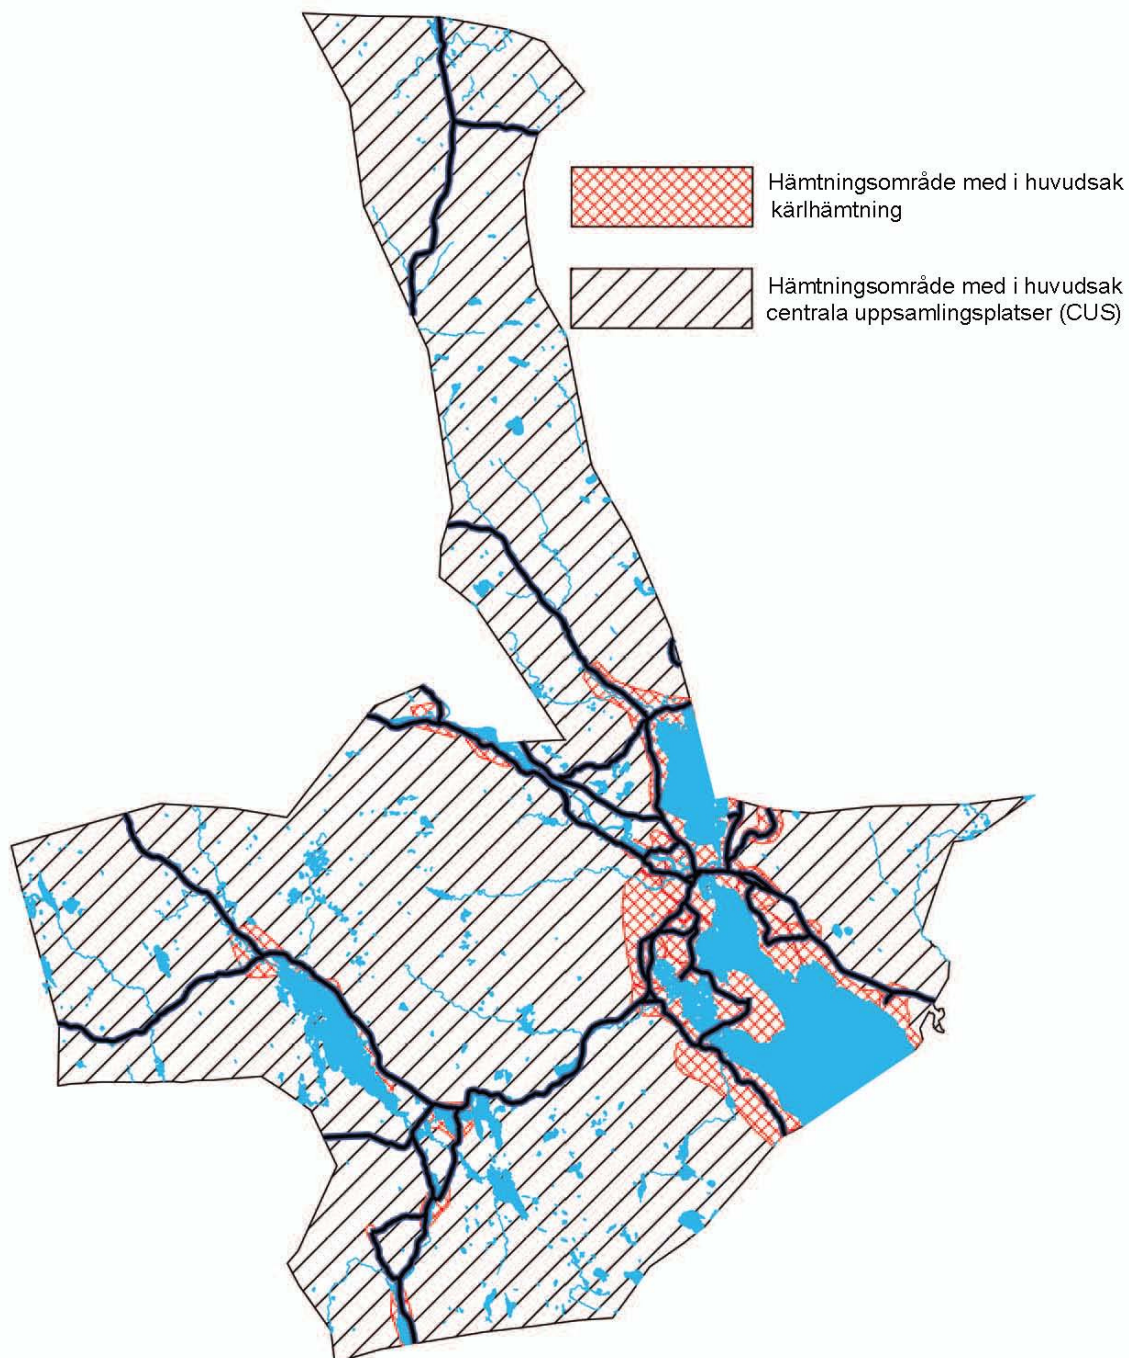 Hämtningsområde med i huvudsak
kärlhämtning
Hämtningsområde med i huvudsak
centrala uppsamlingsplatser (CUS)